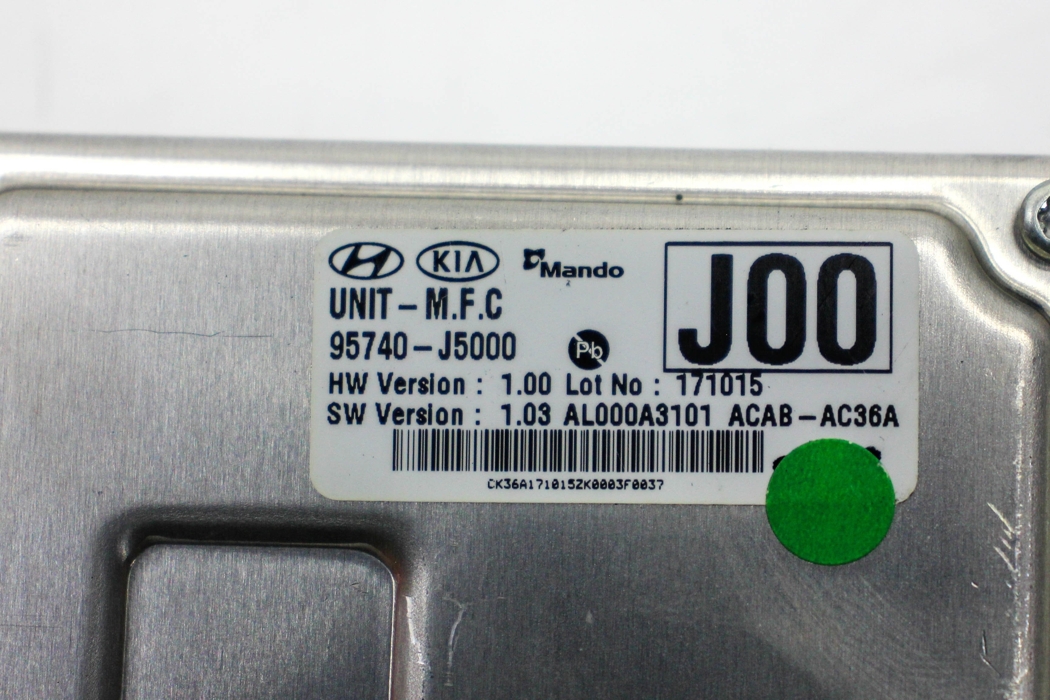 KIA Mando
J00
UNIT-M.F.C
95740-J5000
Pb
HW Version : 1.00 Lot No : 171015
SW Version : 1.03 AL000A3101 ACAB-AC36A
CK36A171015ZK0003F0037